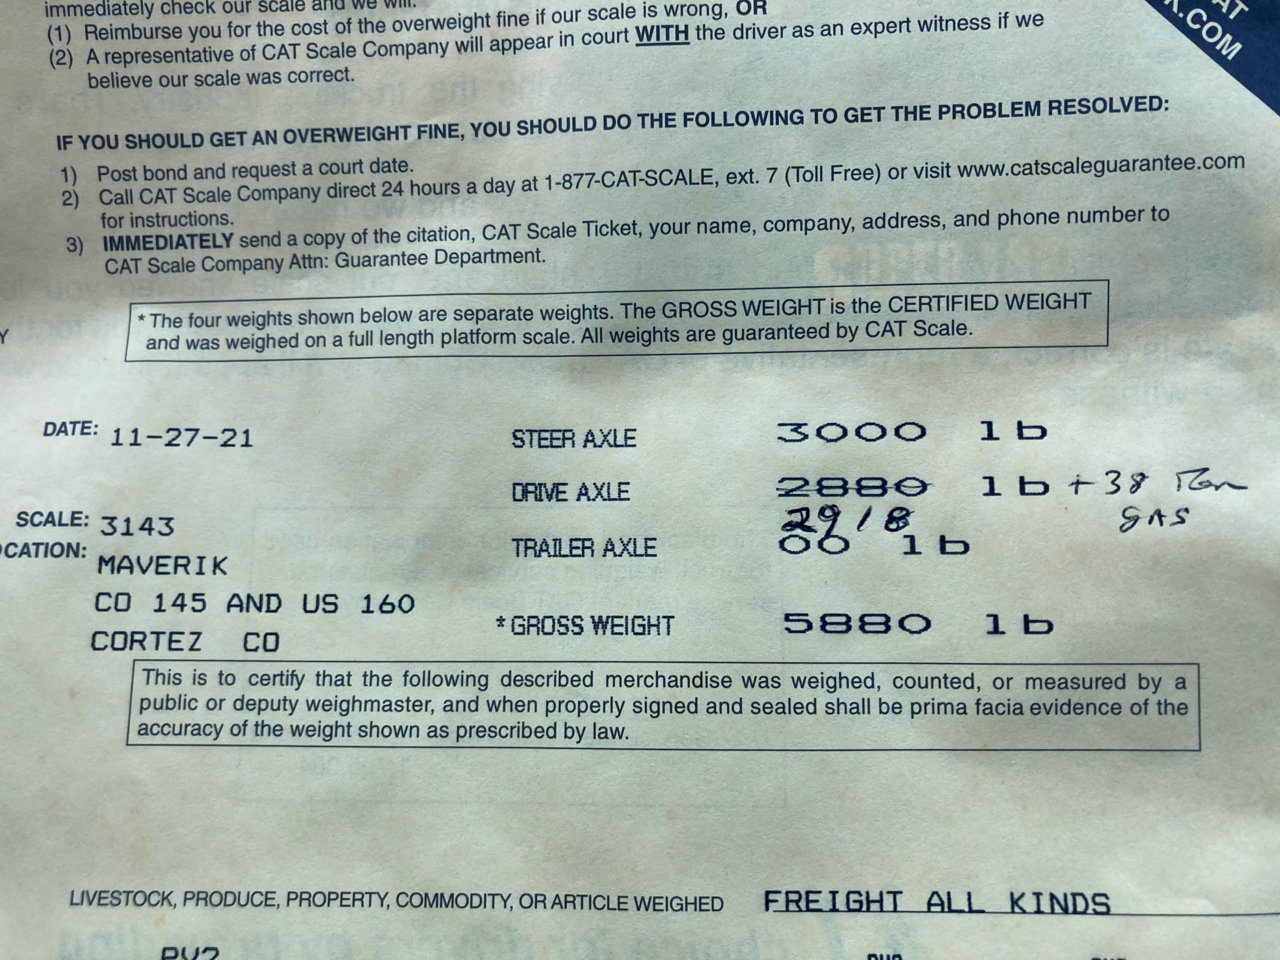 immediately check our scale and we will:
(1) Reimburse you for the cost of the overweight fine if our scale is wrong, OR
(2) A representative of CAT Scale Company will appear in court WITH the driver as an expert witness if we
believe our scale was correct.
IF YOU SHOULD GET AN OVERWEIGHT FINE, YOU SHOULD DO THE FOLLOWING TO GET THE PROBLEM RESOLVED:
1) Post bond and request a court date.
2) Call CAT Scale Company direct 24 hours a day at 1-877-CAT-SCALE, ext. 7 (Toll Free) or visit www.catscaleguarantee.com
for instructions.
3) IMMEDIATELY send a copy of the citation, CAT Scale Ticket, your name, company, address, and phone number to
CAT Scale Company Attn: Guarantee Department.
* The four weights shown below are separate weights. The GROSS WEIGHT is the CERTIFIED WEIGHT
and was weighed on a full length platform scale. All weights are guaranteed by CAT Scale.
DATE: 11-27-21
STEER AXLE 3000 lb
DRIVE AXLE 2880 lb + 38
2918 GAS
SCALE: 3143
TRAILER AXLE 00 lb
MAVERIK
CO 145 AND US 160
CORTEZ CO
* GROSS WEIGHT 5880 lb
This is to certify that the following described merchandise was weighed, counted, or measured by a
public or deputy weighmaster, and when properly signed and sealed shall be prima facia evidence of the
accuracy of the weight shown as prescribed by law.
LIVESTOCK, PRODUCE, PROPERTY, COMMODITY, OR ARTICLE WEIGHED FREIGHT ALL KINDS